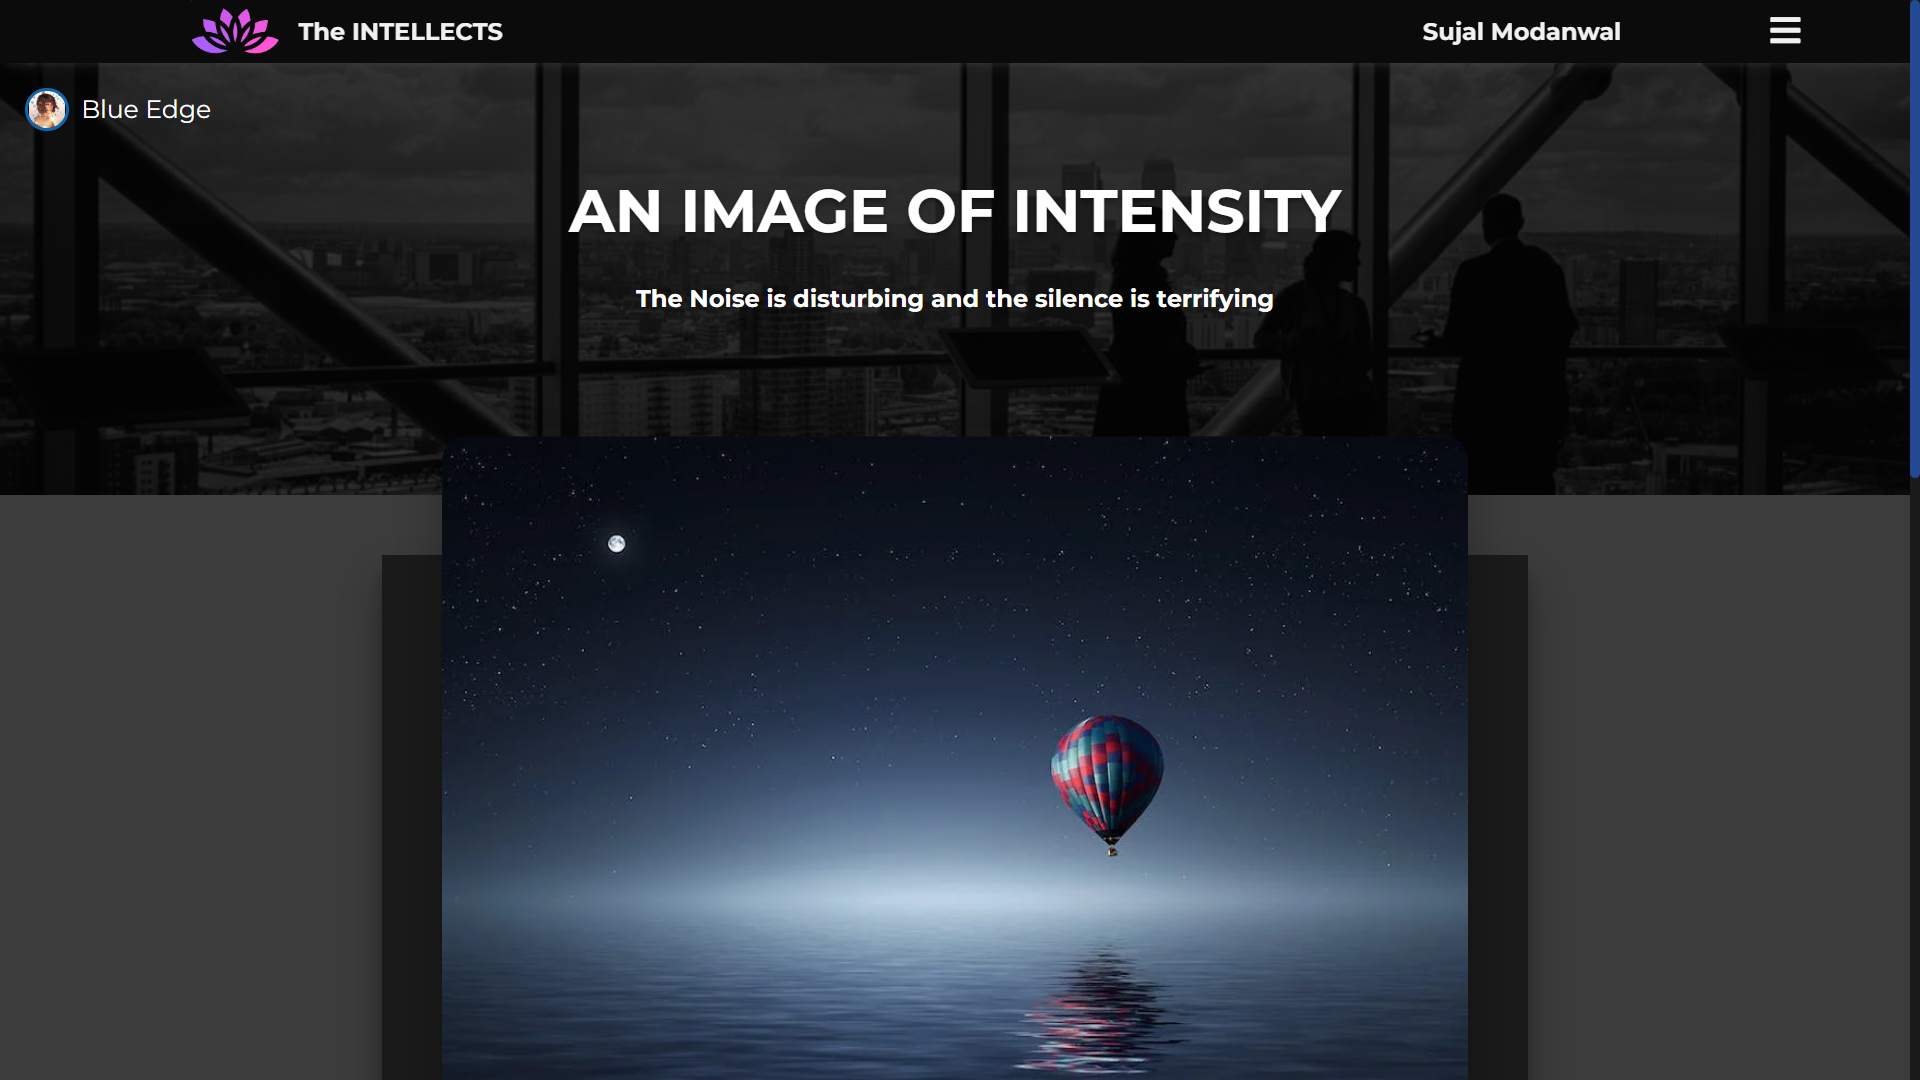 The INTELLECTS
Sujal Modanwal
Blue Edge
AN IMAGE OF INTENSITY
The Noise is disturbing and the silence is terrifying